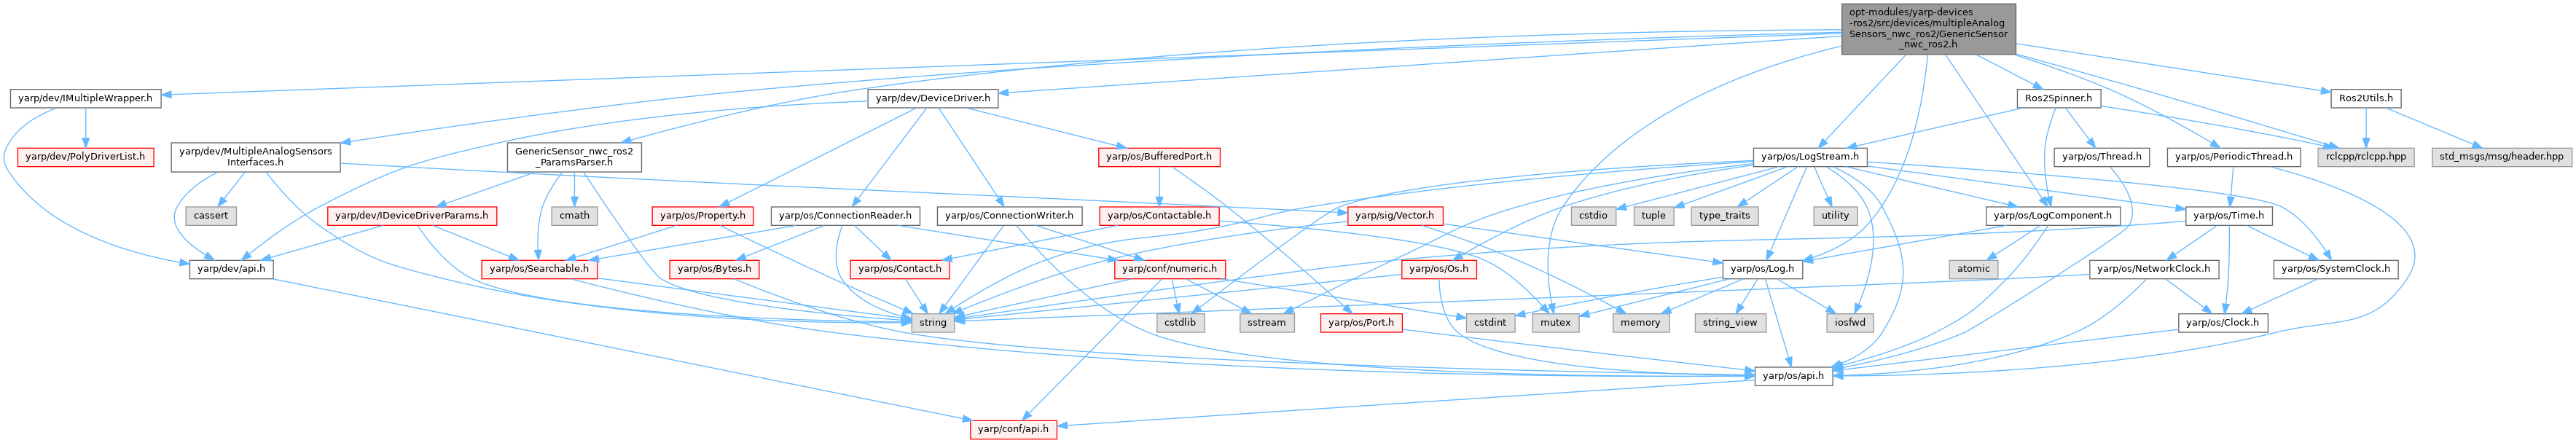 opt-modules/yarp-devices
-ros2/src/devices/multipleAnalog
Sensors_nwc_ros2/GenericSensor
_nwc_ros2.h
yarp/dev/IMultipleWrapper.h
yarp/dev/DeviceDriver.h
Ros2Spinner.h
Ros2Utils.h
yarp/dev/PolyDriverList.h
yarp/dev/MultipleAnalogSensors
Interfaces.h
GenericSensor_nwc_ros2
_ParamsParser.h
yarp/os/BufferedPort.h
yarp/os/LogStream.h
yarp/os/Thread.h
yarp/os/PeriodicThread.h
rclcpp/rclcpp.hpp
std_msgs/msg/header.hpp
cassert
yarp/dev/IDeviceDriverParams.h
cmath
yarp/os/Property.h
yarp/os/ConnectionReader.h
yarp/os/ConnectionWriter.h
yarp/os/Contactable.h
yarp/sig/Vector.h
cstdio
tuple
type_traits
utility
yarp/os/LogComponent.h
yarp/os/Time.h
yarp/dev/api.h
yarp/os/Searchable.h
yarp/os/Bytes.h
yarp/os/Contact.h
yarp/conf/numeric.h
yarp/os/Os.h
yarp/os/Log.h
atomic
yarp/os/NetworkClock.h
yarp/os/SystemClock.h
string
cstdlib
sstream
yarp/os/Port.h
cstdint
mutex
memory
string_view
iosfwd
yarp/os/Clock.h
yarp/os/api.h
yarp/conf/api.h